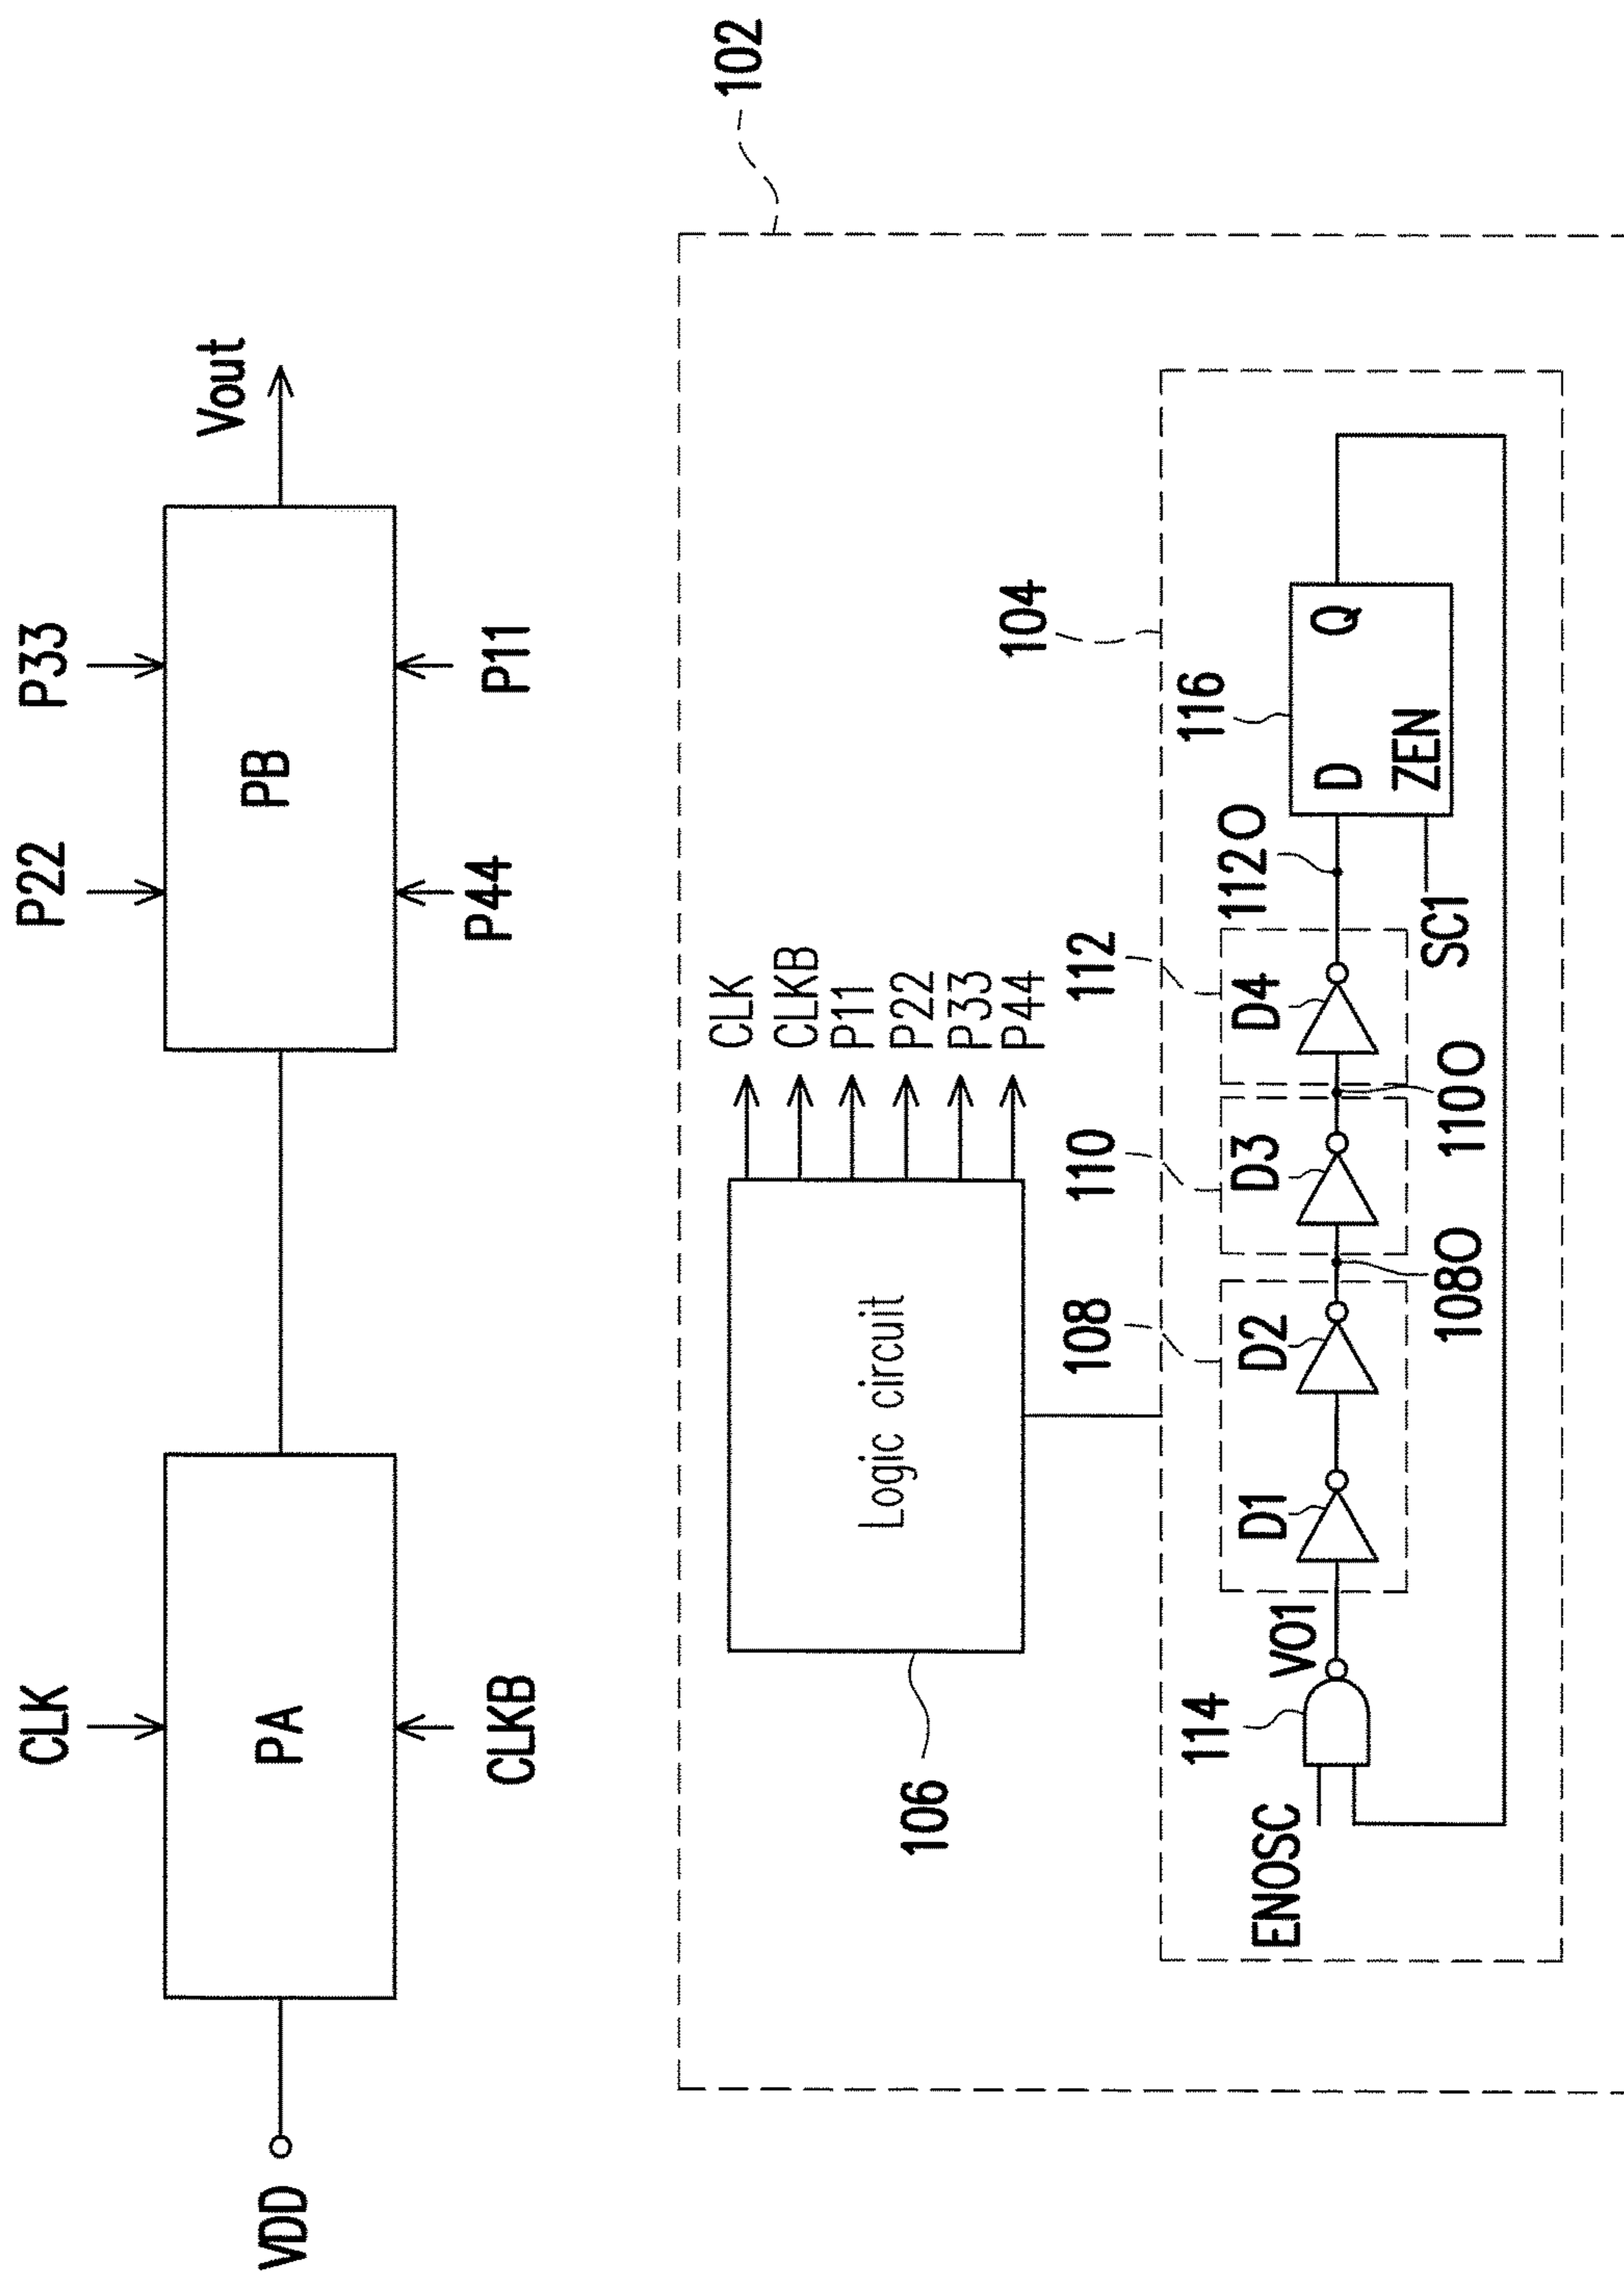 CLK
P22
P33
VDD
PA
PB
Vout
CLKB
P44
P11
102
106
Logic circuit
CLK
CLKB
P11
P22
P33
P44
104
108
110
112
116
114
ENOSC
VO1
D1
D2
D3
D4
112O
D
Q
ZEN
SC1
108O
110O